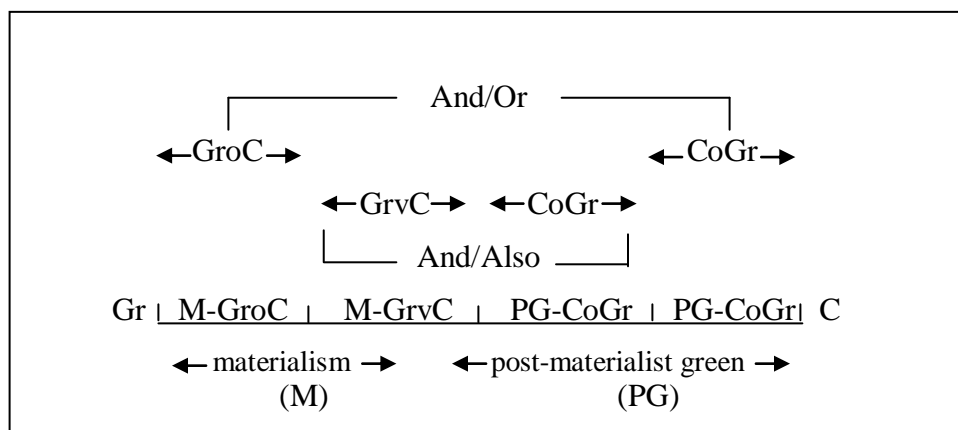 And/Or
GroC CoGr
GrvC CoGr
And/Also
Gr M-GroC M-GrvC PG-CoGr PG-CoGr C
materialism post-materialist green
(M) (PG)